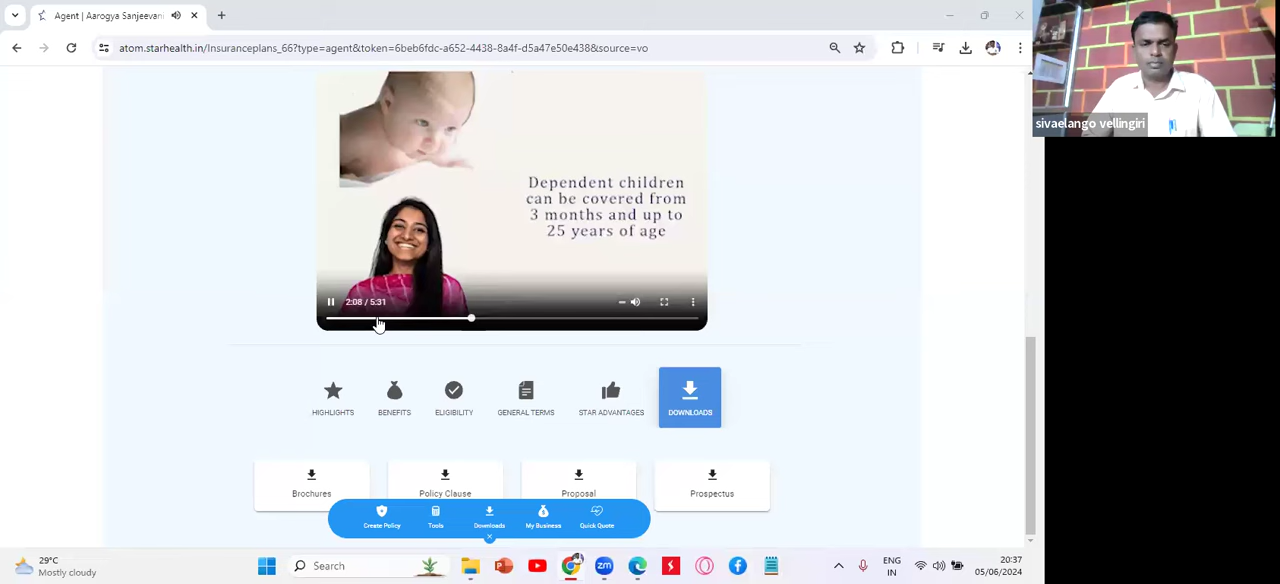 Agent | Aarogya Sanjeevani
atom.starhealth.in/Insuranceplans_66?type=agent&token=6beb6fdc-a652-4438-8a4f-d5a47e50e438&source=vo
sivaelango vellingiri
Dependent children
can be covered from
3 months and up to
25 years of age
2:08 / 5:31
HIGHLIGHTS
BENEFITS
ELIGIBILITY
GENERAL TERMS
STAR ADVANTAGES
DOWNLOADS
Brochures
Policy Clause
Proposal
Prospectus
Create Policy
Tools
Downloads
My Business
Quick Quote
29°C
Mostly cloudy
Search
zm
ENG
IN
20:37
05/06/2024